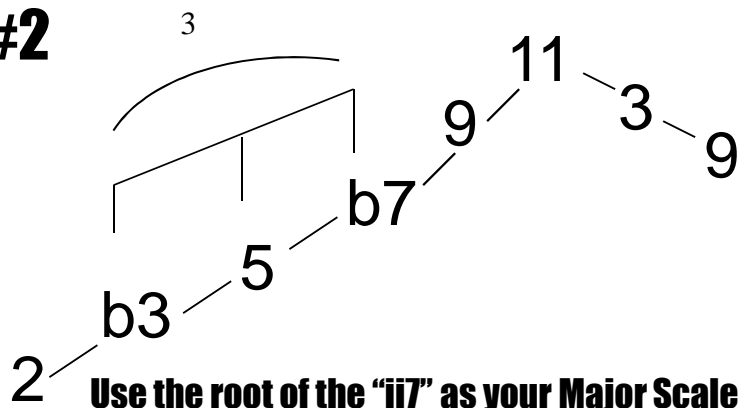 #2
3
2 b3 5 b7 9 11 3 9
Use the root of the “ii7” as your Major Scale